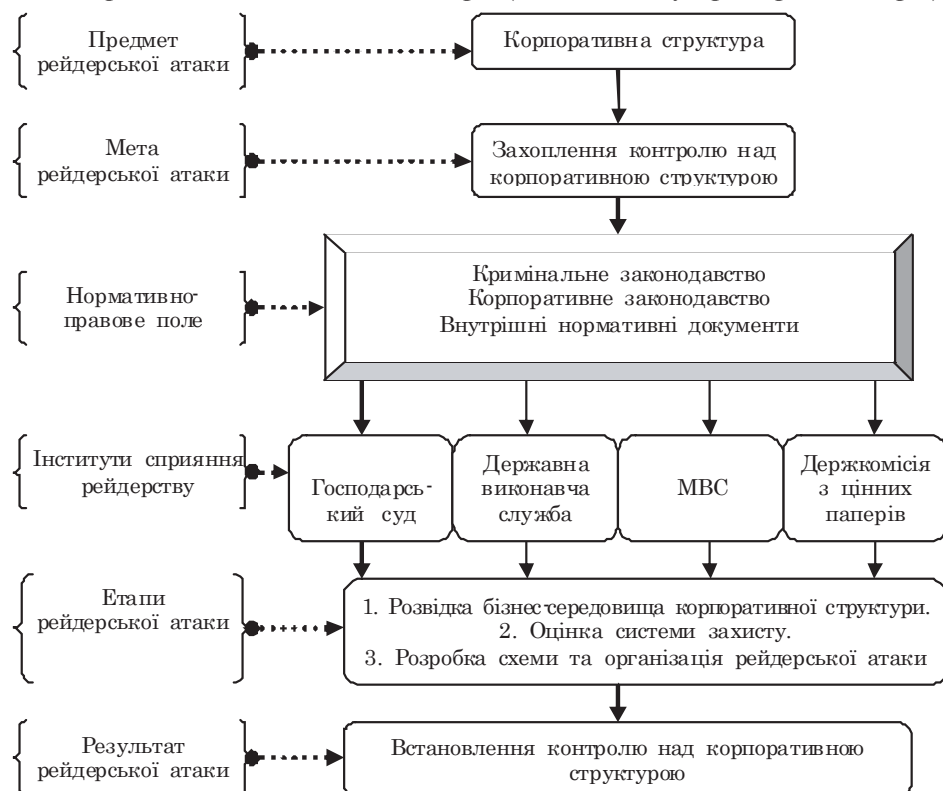 Предмет
рейдерської атаки
Корпоративна структура
Мета
рейдерської атаки
Захоплення контролю над
корпоративною структурою
Нормативно-
правове поле
Кримінальне законодавство
Корпоративне законодавство
Внутрішні нормативні документи
Інститути сприяння
рейдерству
Господарсь-
кий суд
Державна
виконавча
служба
МВС
Держкомісія
з цінних
паперів
Етапи
рейдерської атаки
1. Розвідка бізнес-середовища корпоративної структури.
2. Оцінка системи захисту.
3. Розробка схеми та організація рейдерської атаки
Результат
рейдерської атаки
Встановлення контролю над корпоративною
структурою